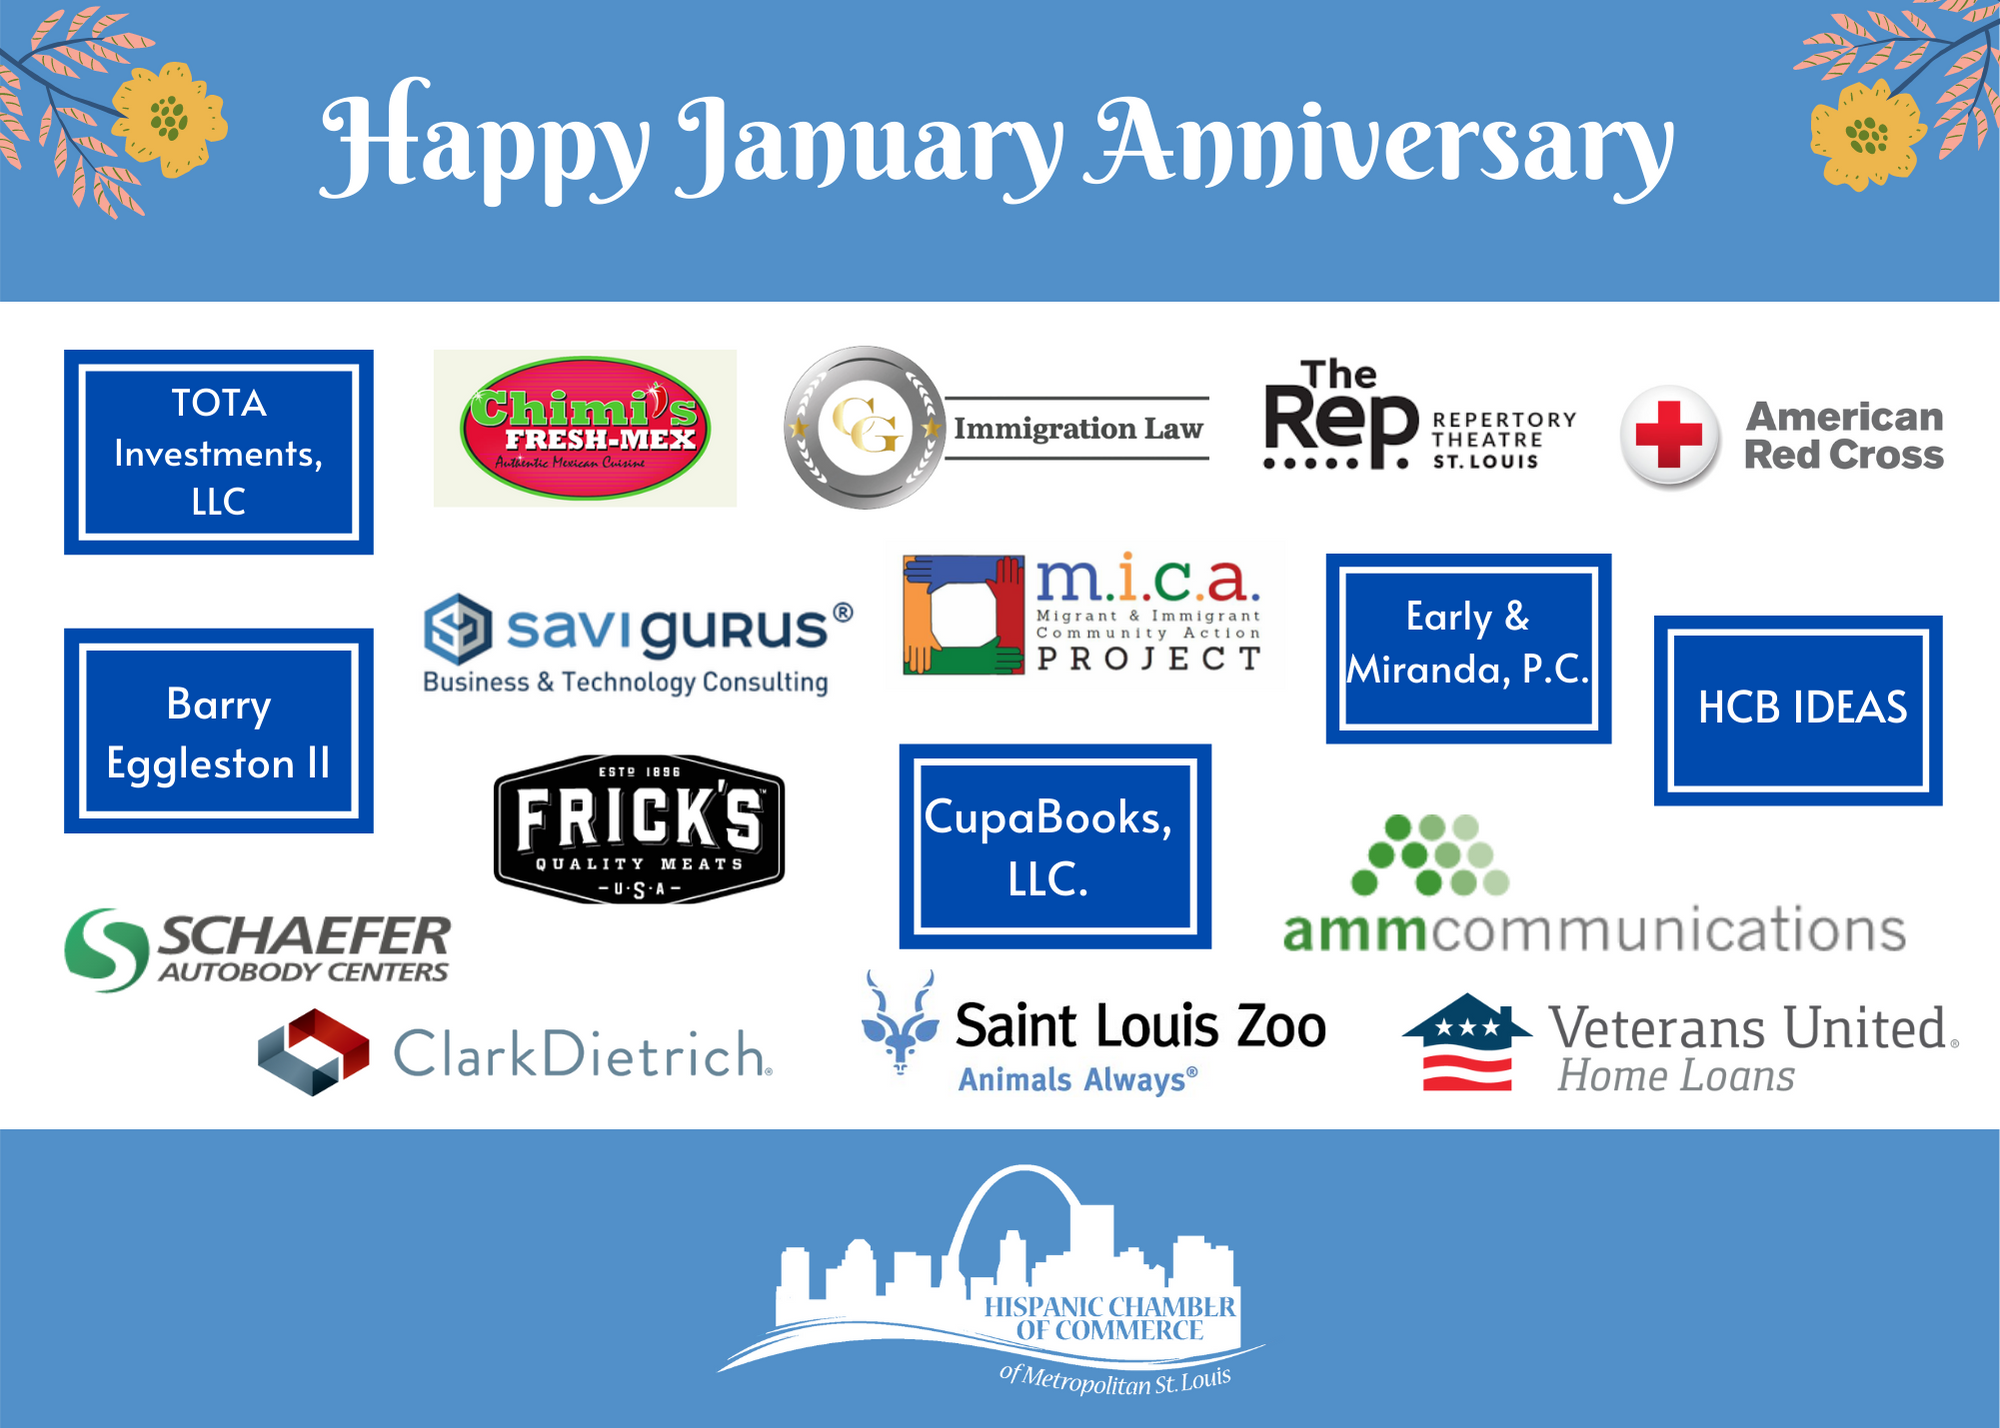 Happy January Anniversary
TOTA
Investments,
LLC
Chimi's
FRESH-MEX
Authentic Mexican Cuisine
CG
Immigration Law
The
Rep
REPERTORY
THEATRE
ST. LOUIS
American
Red Cross
Barry
Eggleston II
savigurus®
Business & Technology Consulting
m.i.c.a.
Migrant & Immigrant
Community Action
PROJECT
Early &
Miranda, P.C.
HCB IDEAS
ESTD 1896
FRICK'S™
QUALITY MEATS
-U·S·A-
CupaBooks,
LLC.
ammcommunications
SCHAEFER
AUTOBODY CENTERS
ClarkDietrich®
Saint Louis Zoo
Animals Always®
Veterans United®
Home Loans
HISPANIC CHAMBER
OF COMMERCE
of Metropolitan St. Louis